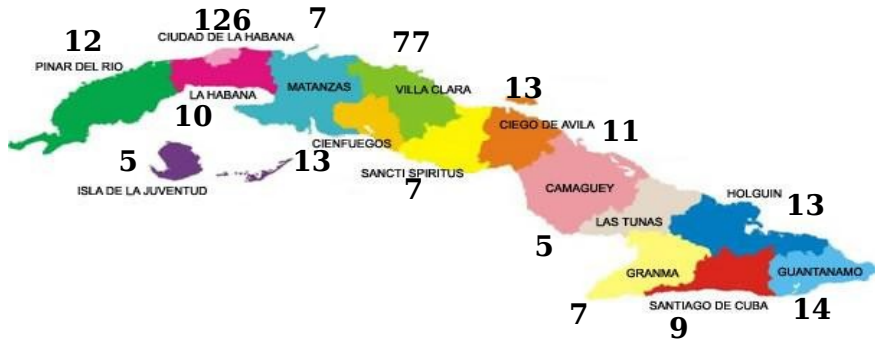 7
126
CIUDAD DE LA HABANA
12
77
PINAR DEL RIO
13
LA HABANA
MATANZAS
VILLA CLARA
10
CIEGO DE AVILA
11
CIENFUEGOS
5
13
SANCTI SPIRITUS
ISLA DE LA JUVENTUD
7
CAMAGUEY
HOLGUIN
13
LAS TUNAS
5
GRANMA
GUANTANAMO
7
SANTIAGO DE CUBA
14
9